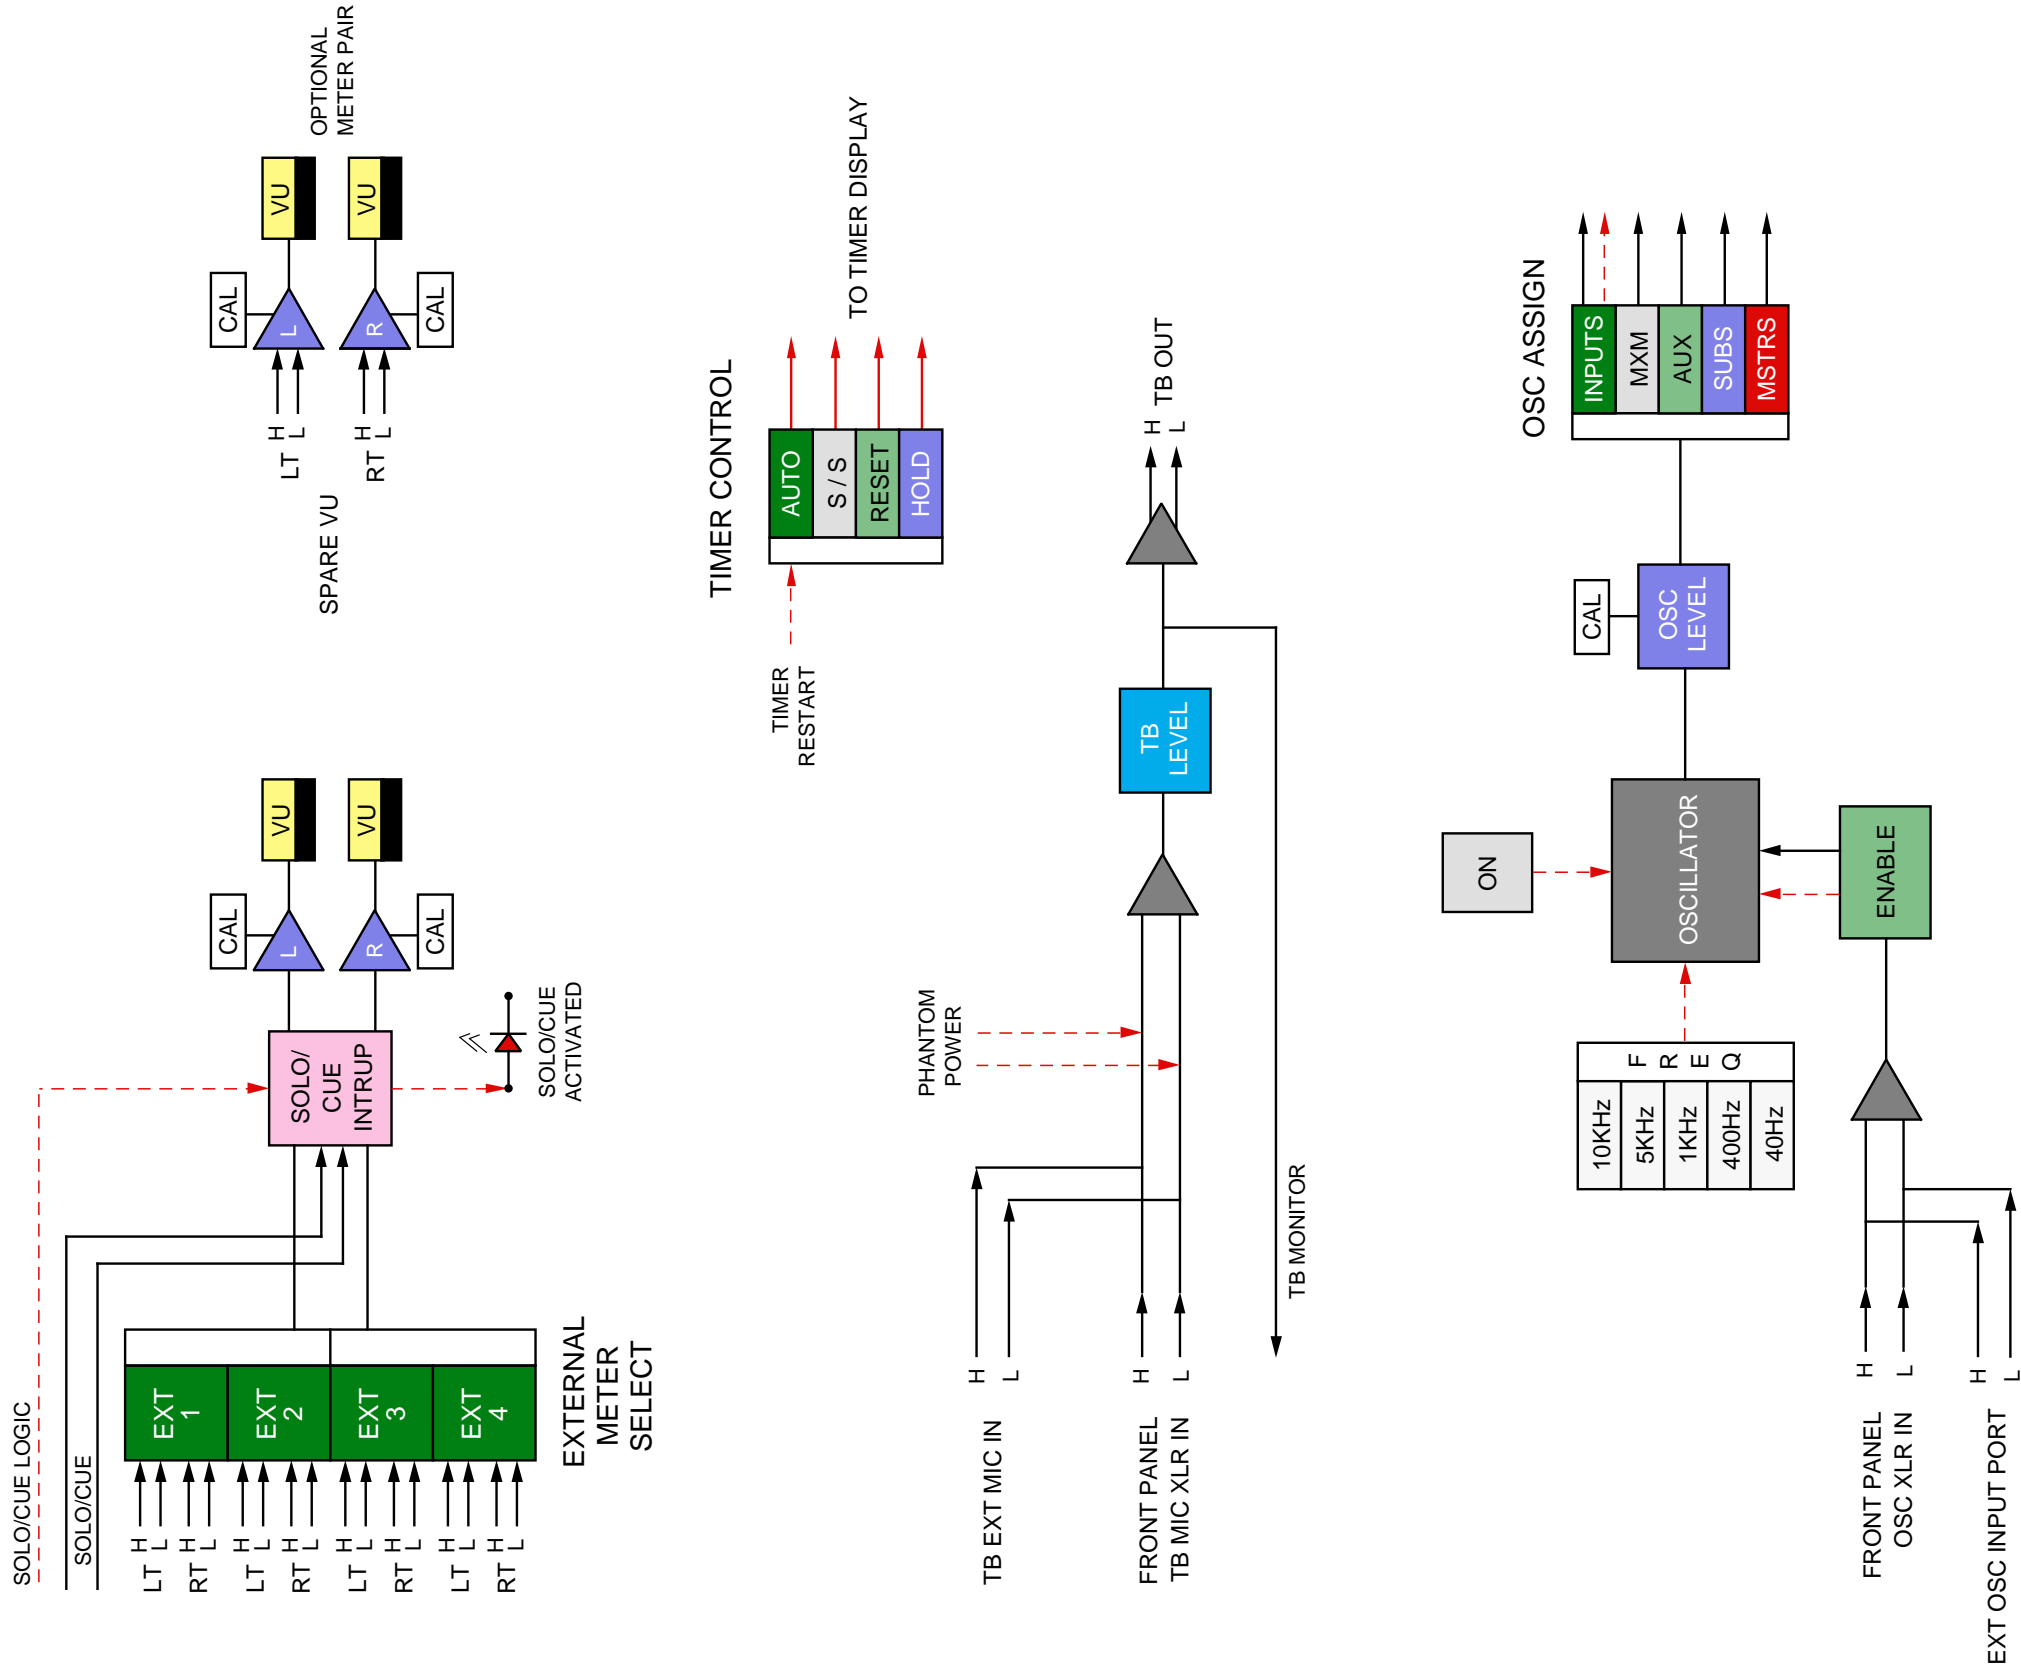 SOLO/CUE LOGIC
SOLO/CUE
LT
H
L
RT
H
L
LT
H
L
RT
H
L
LT
H
L
RT
H
L
LT
H
L
RT
H
L
EXT
1
EXT
2
EXT
3
EXT
4
EXTERNAL
METER
SELECT
SOLO/
CUE
INTRUP
SOLO/CUE
ACTIVATED
CAL
L
VU
R
CAL
VU
SPARE VU
LT
H
L
RT
H
L
CAL
L
VU
R
CAL
VU
OPTIONAL
METER PAIR
TIMER CONTROL
TIMER
RESTART
AUTO
S / S
RESET
HOLD
TO TIMER DISPLAY
TB EXT MIC IN
H
L
FRONT PANEL
TB MIC XLR IN
H
L
PHANTOM
POWER
TB
LEVEL
H
L
TB OUT
TB MONITOR
OSC ASSIGN
INPUTS
MXM
AUX
SUBS
MSTRS
CAL
OSC
LEVEL
ON
OSCILLATOR
ENABLE
F R E Q
10KHz
5KHz
1KHz
400Hz
40Hz
FRONT PANEL
OSC XLR IN
H
L
EXT OSC INPUT PORT
H
L